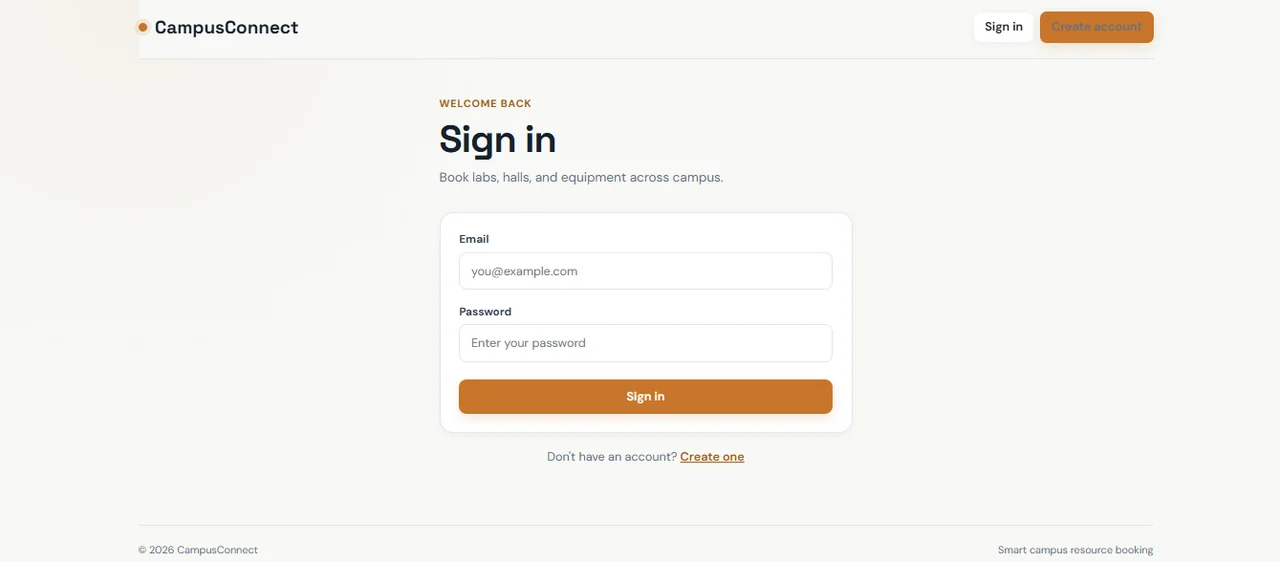 CampusConnect
Sign in
Create account
WELCOME BACK
Sign in
Book labs, halls, and equipment across campus.
Email
you@example.com
Password
Enter your password
Sign in
Don't have an account? Create one
© 2026 CampusConnect
Smart campus resource booking